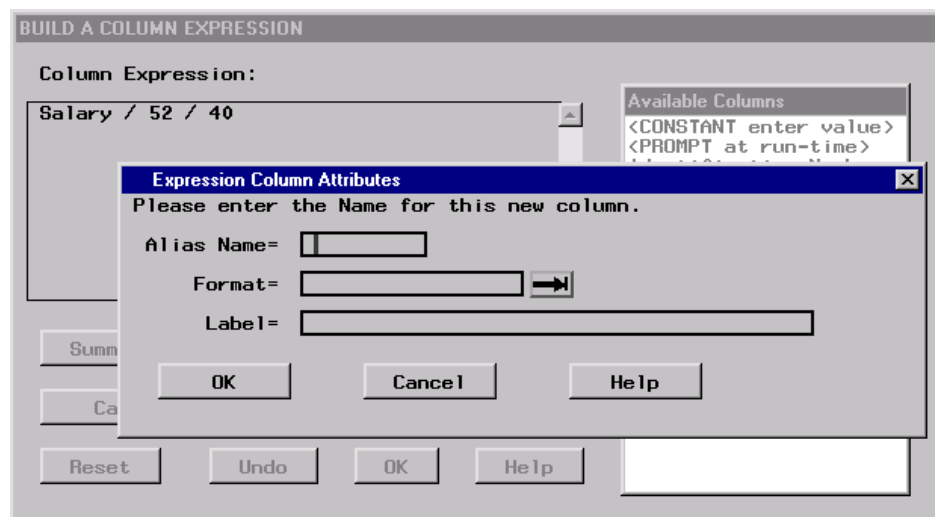 BUILD A COLUMN EXPRESSION
Column Expression:
Salary / 52 / 40
Available Columns
<CONSTANT enter value>
<PROMPT at run-time>
Expression Column Attributes
Please enter the Name for this new column.
Alias Name=
Format=
Label=
Summ
OK Cancel Help
Ca
Reset Undo OK Help